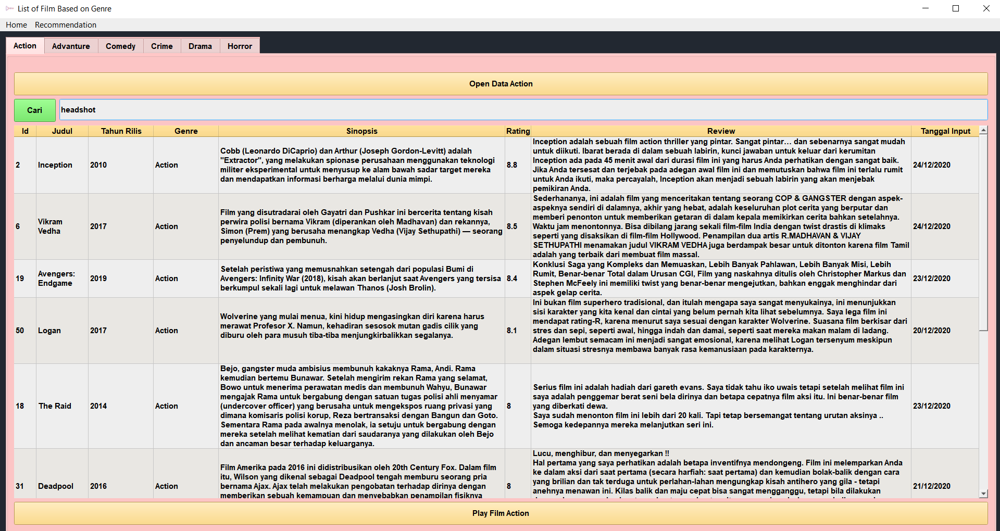 List of Film Based on Genre
Home Recommendation
Action Advanture Comedy Crime Drama Horror
Open Data Action
Cari headshot
Id Judul Tahun Rilis Genre Sinopsis Rating Review Tanggal Input
2 Inception 2010 Action
Cobb (Leonardo DiCaprio) dan Arthur (Joseph Gordon-Levitt) adalah
"Extractor", yang melakukan spionase perusahaan menggunakan teknologi
militer eksperimental untuk menyusup ke alam bawah sadar target mereka
dan mendapatkan informasi berharga melalui dunia mimpi.
8.8
Inception adalah sebuah film action thriller yang pintar. Sangat pintar… dan sebenarnya sangat mudah
untuk diikuti. Ibarat berada di dalam sebuah labirin, kunci jawaban untuk keluar dari kerumitan
Inception ada pada 45 menit awal dari durasi film ini yang harus Anda perhatikan dengan sangat baik.
Jika Anda tersesat dan terjebak pada adegan awal film ini dan memutuskan bahwa film ini terlalu rumit
untuk Anda ikuti, maka percayalah, Inception akan menjadi sebuah labirin yang akan menjebak
pemikiran Anda.
24/12/2020
6
Vikram
Vedha
2017 Action
Film yang disutradarai oleh Gayatri dan Pushkar ini bercerita tentang kisah
perwira polisi bernama Vikram (diperankan oleh Madhavan) dan rekannya,
Simon (Prem) yang berusaha menangkap Vedha (Vijay Sethupathi) — seorang
penyelundup dan pembunuh.
8.5
Sederhananya, ini adalah film yang menceritakan tentang seorang COP & GANGSTER dengan aspek-
aspeknya sendiri di dalamnya, akhir yang hebat, adalah keseluruhan plot cerita yang berputar dan
memberi penonton untuk memberikan getaran di dalam kepala memikirkan cerita bahkan setelahnya.
Waktu jam menontonnya. Bisa dibilang jarang sekali film-film India dengan twist drastis di klimaks
seperti yang disaksikan di film-film Hollywood. Penampilan dua artis R.MADHAVAN & VIJAY
SETHUPATHI menamakan judul VIKRAM VEDHA juga berdampak besar untuk ditonton karena film Tamil
adalah yang terbaik dari membuat film massal.
24/12/2020
19
Avengers:
Endgame
2019 Action
Setelah peristiwa yang memusnahkan setengah dari populasi Bumi di
Avengers: Infinity War (2018), kisah akan berlanjut saat Avengers yang tersisa
berkumpul sekali lagi untuk melawan Thanos (Josh Brolin).
8.4
Konklusi Saga yang Kompleks dan Memuaskan, Lebih Banyak Pahlawan, Lebih Banyak Misi, Lebih
Rumit, Benar-benar Total dalam Urusan CGI, Film yang naskahnya ditulis oleh Christopher Markus dan
Stephen McFeely ini memiliki twist yang benar-benar mengejutkan, bahkan enggak menghindar dari
aspek gelap cerita.
23/12/2020
50 Logan 2017 Action
Wolverine yang mulai menua, kini hidup mengasingkan diri karena harus
merawat Profesor X. Namun, kehadiran sesosok mutan gadis cilik yang
diburu oleh para musuh tiba-tiba menjungkirbalikkan segalanya.
8.1
Ini bukan film superhero tradisional, dan itulah mengapa saya sangat menyukainya, ini menunjukkan
sisi karakter yang kita kenal dan cintai yang belum pernah kita lihat sebelumnya. Saya lega film ini
mendapat rating-R, karena menurut saya sesuai dengan karakter Wolverine. Suasana film berkisar dari
stres dan sepi, seperti awal, hingga indah dan damai, seperti saat mereka makan malam di ladang.
Adegan lembut semacam ini menjadi sangat emosional, karena melihat Logan tersenyum meskipun
dalam situasi stresnya membawa banyak rasa kemanusiaan pada karakternya.
20/12/2020
18 The Raid 2014 Action
Bejo, gangster muda ambisius membunuh kakaknya Rama, Andi. Rama
kemudian bertemu Bunawar. Setelah mengirim rekan Rama yang selamat,
Bowo untuk menerima perawatan medis dan membunuh Wahyu, Bunawar
mengajak Rama untuk bergabung dengan satuan tugas polisi ahli menyamar
(undercover officer) yang berusaha untuk mengekspos ruang privasi yang
dimana komisaris polisi korup, Reza bertransaksi dengan Bangun dan Goto.
Sementara Rama pada awalnya menolak, ia setuju untuk bergabung dengan
mereka setelah melihat kematian dari saudaranya yang dilakukan oleh Bejo
dan ancaman besar terhadap keluarganya.
8
Serius film ini adalah hadiah dari gareth evans. Saya tidak tahu iko uwais tetapi setelah melihat film ini
saya adalah penggemar berat seni bela dirinya dan betapa cepatnya film aksi itu. Ini benar-benar film
yang diberkati dewa.
Saya sudah menonton film ini lebih dari 20 kali. Tapi tetap bersemangat tentang urutan aksinya ..
Semoga kedepannya mereka melanjutkan seri ini.
23/12/2020
31 Deadpool 2016 Action
Film Amerika pada 2016 ini didistribusikan oleh 20th Century Fox. Dalam film
itu, Wilson yang dikenal sebagai Deadpool tengah memburu seorang pria
bernama Ajax. Ajax telah melakukan pengobatan terhadap dirinya dengan
memberikan sebuah kemampuan dan menyebabkan penampilan fisiknya
8
Lucu, menghibur, dan menyegarkan !!
Hal pertama yang saya perhatikan adalah betapa inventifnya mendongeng. Film ini melemparkan Anda
ke dalam aksi dari saat pertama (secara harfiah: saat pertama) dan kemudian bolak-balik dengan cara
yang brilian dan tak terduga untuk perlahan-lahan mengungkap kisah antihero yang gila - tetapi
anehnya menawan ini. Kilas balik dan maju cepat bisa sangat mengganggu, tetapi bila dilakukan
21/12/2020
Play Film Action